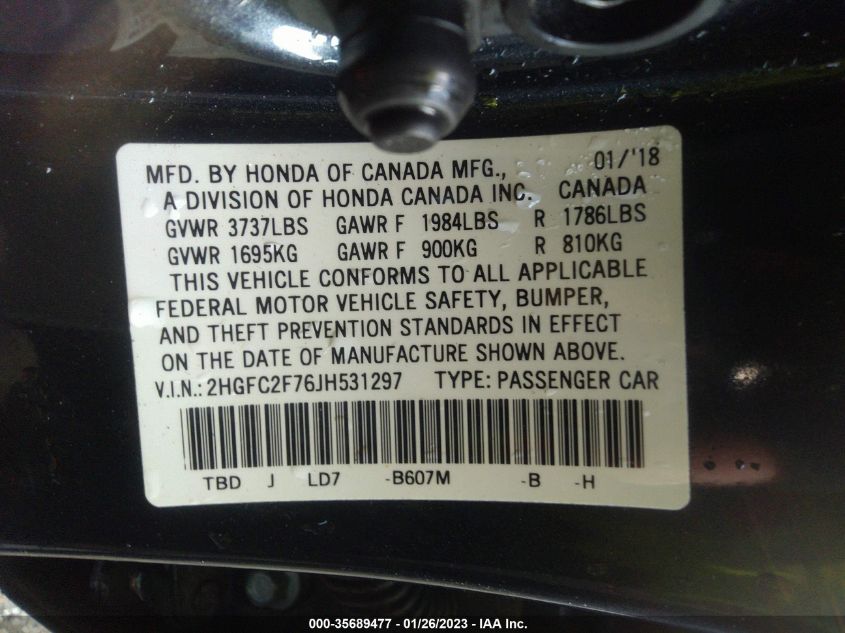 MFD. BY HONDA OF CANADA MFG., 01/'18
A DIVISION OF HONDA CANADA INC. CANADA
GVWR 3737LBS GAWR F 1984LBS R 1786LBS
GVWR 1695KG GAWR F 900KG R 810KG
THIS VEHICLE CONFORMS TO ALL APPLICABLE
FEDERAL MOTOR VEHICLE SAFETY, BUMPER,
AND THEFT PREVENTION STANDARDS IN EFFECT
ON THE DATE OF MANUFACTURE SHOWN ABOVE.
V.I.N.: 2HGFC2F76JH531297 TYPE: PASSENGER CAR
TBD J LD7 -B607M -B -H
000-35689477 - 01/26/2023 - IAA Inc.